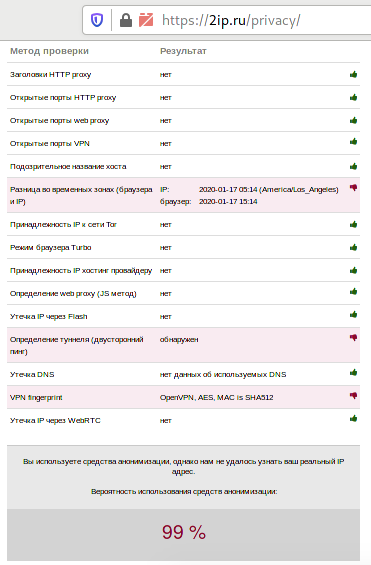 https://2ip.ru/privacy/
Метод проверки Результат
Заголовки HTTP proxy нет
Открытые порты HTTP proxy нет
Открытые порты web proxy нет
Открытые порты VPN нет
Подозрительное название хоста нет
Разница во временных зонах (браузера IP: 2020-01-17 05:14 (America/Los_Angeles)
и IP) браузер: 2020-01-17 15:14
Принадлежность IP к сети Tor нет
Режим браузера Turbo нет
Принадлежность IP хостинг провайдеру нет
Определение web proxy (JS метод) нет
Утечка IP через Flash нет
Определение туннеля (двусторонний обнаружен
пинг)
Утечка DNS нет данных об используемых DNS
VPN fingerprint OpenVPN, AES, MAC is SHA512
Утечка IP через WebRTC нет
Вы используете средства анонимизации, однако нам не удалось узнать ваш реальный IP
адрес.
Вероятность использования средств анонимизации:
99 %